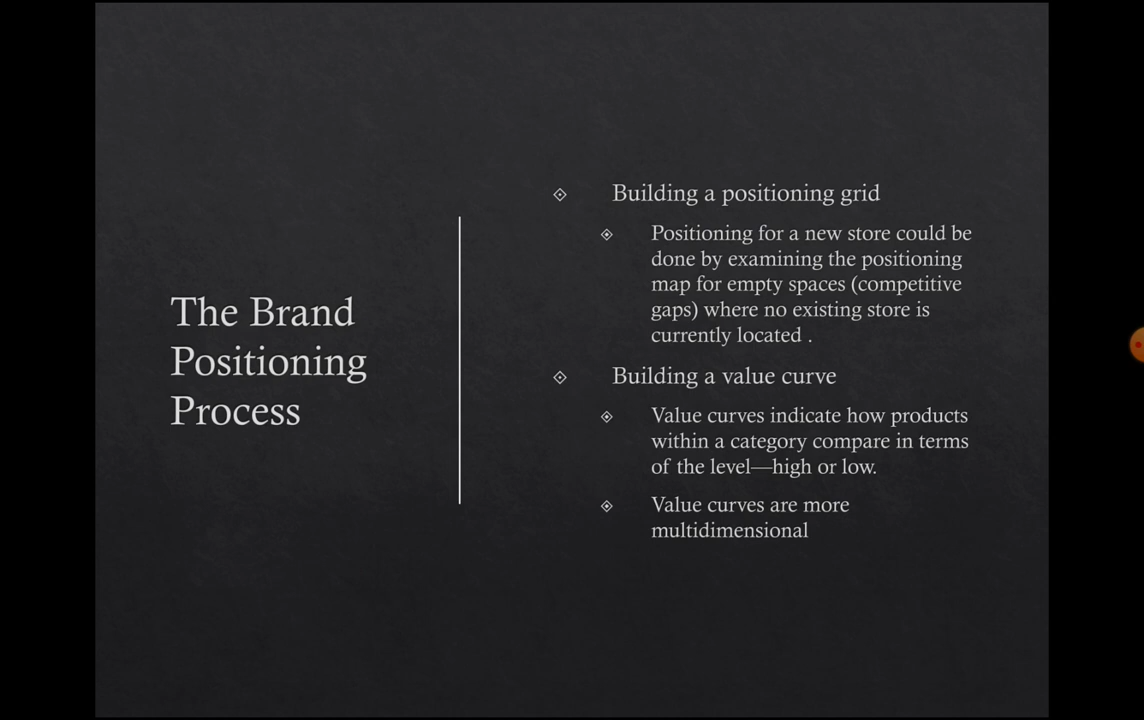 The Brand
Positioning
Process
Building a positioning grid
Positioning for a new store could be
done by examining the positioning
map for empty spaces (competitive
gaps) where no existing store is
currently located .
Building a value curve
Value curves indicate how products
within a category compare in terms
of the level—high or low.
Value curves are more
multidimensional